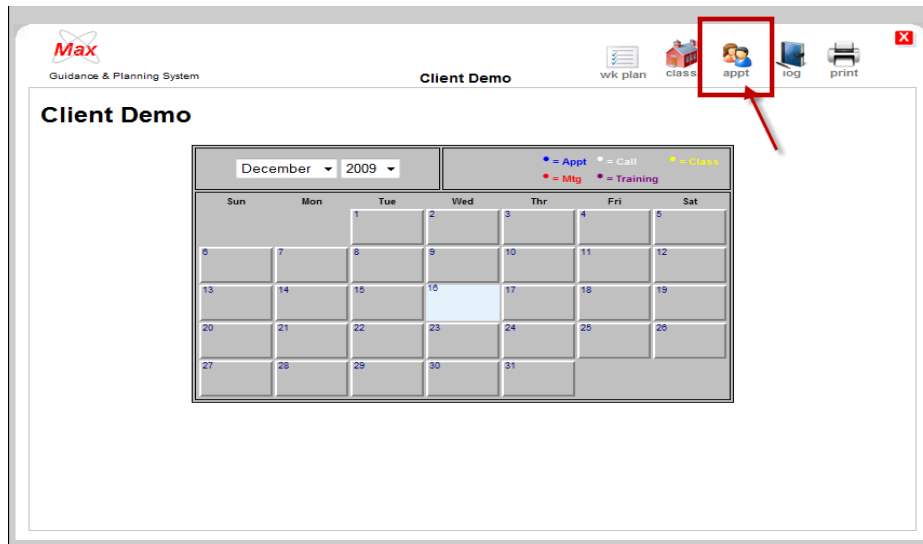 Max
Guidance & Planning System
Client Demo
wk plan class appt log print
X
Client Demo
December 2009
• = Appt • = Call • = Class
• = Mtg • = Training
Sun Mon Tue Wed Thr Fri Sat
1 2 3 4 5
6 7 8 9 10 11 12
13 14 15 16 17 18 19
20 21 22 23 24 25 26
27 28 29 30 31